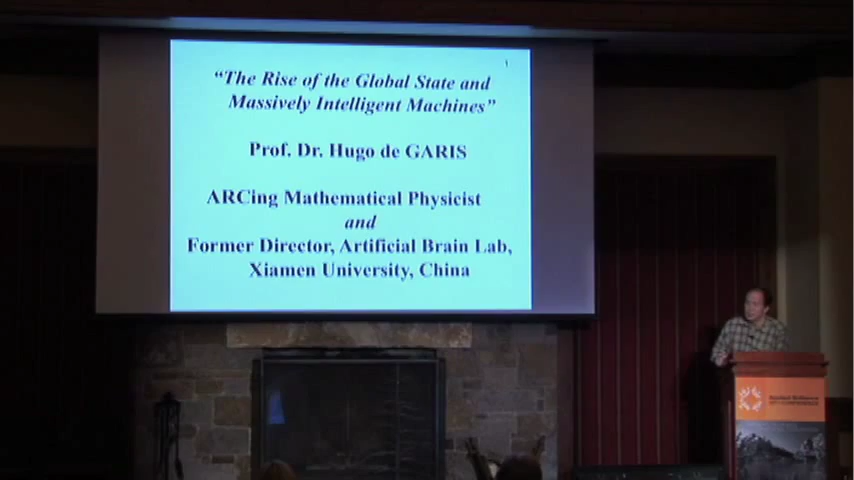 1
“The Rise of the Global State and
Massively Intelligent Machines”
Prof. Dr. Hugo de GARIS
ARCing Mathematical Physicist
and
Former Director, Artificial Brain Lab,
Xiamen University, China